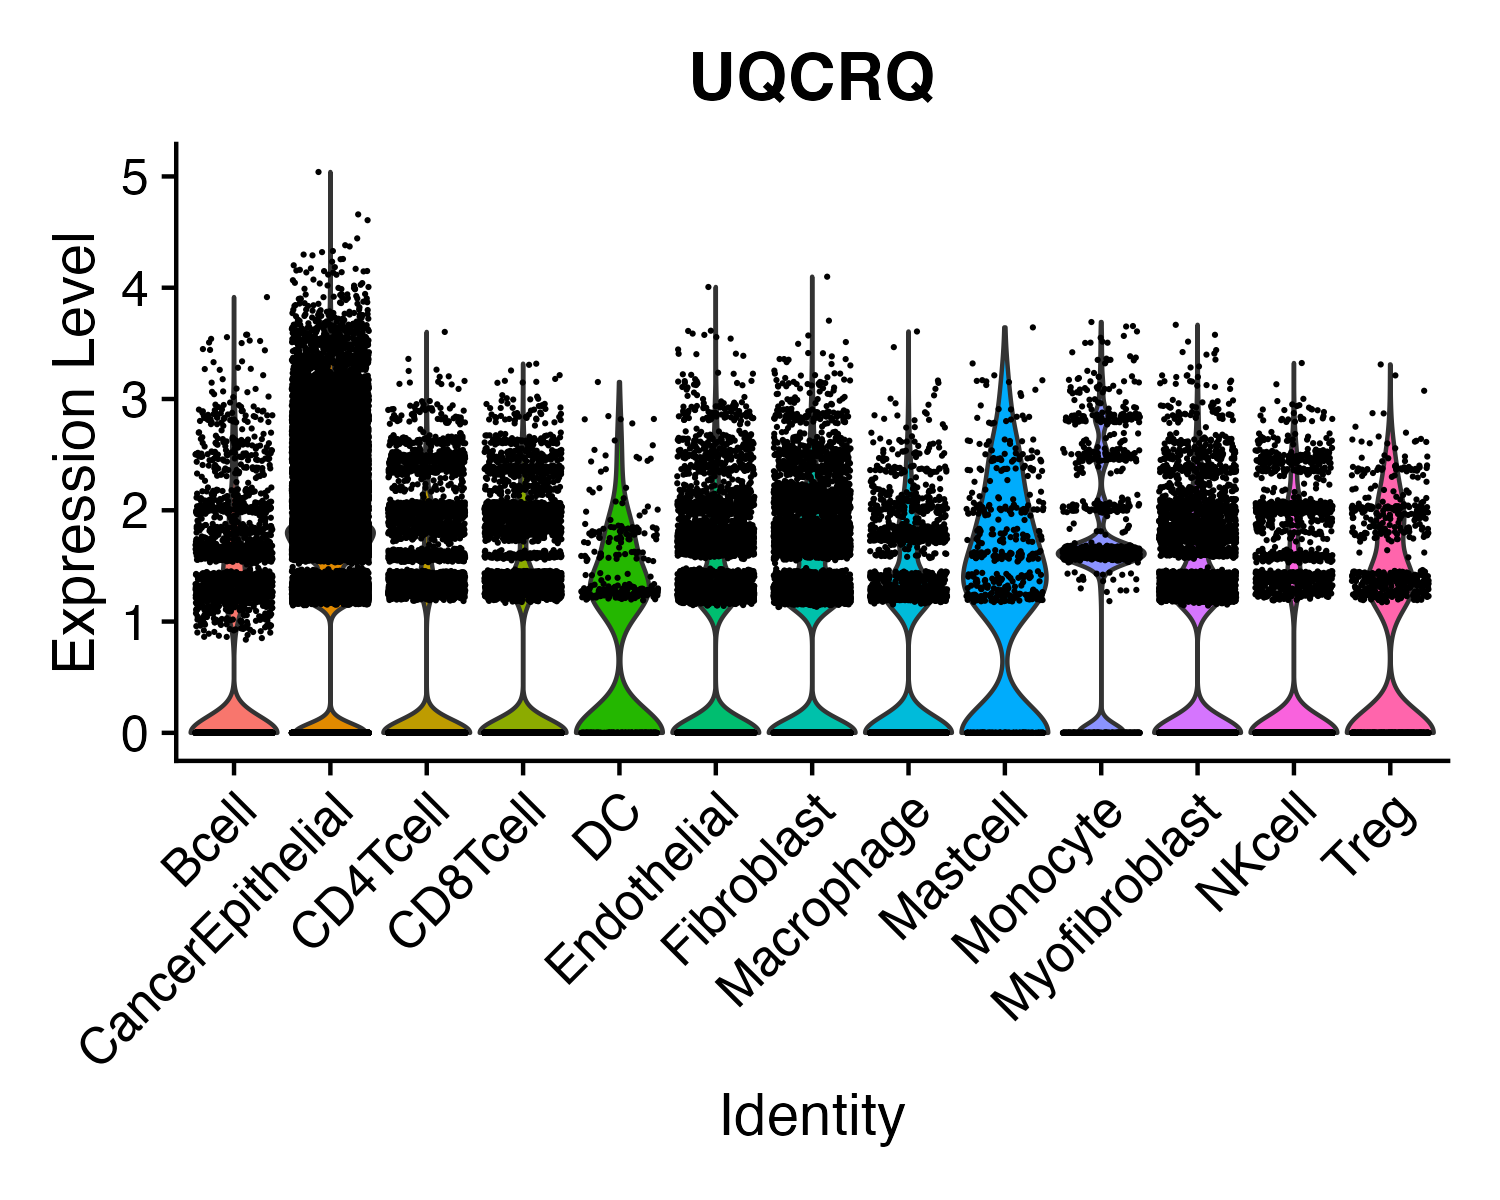 UQCRQ
Expression Level
5
4
3
2
1
0
Bcell
CancerEpithelial
CD4Tcell
CD8Tcell
DC
Endothelial
Fibroblast
Macrophage
Mastcell
Monocyte
Myofibroblast
NKcell
Treg
Identity